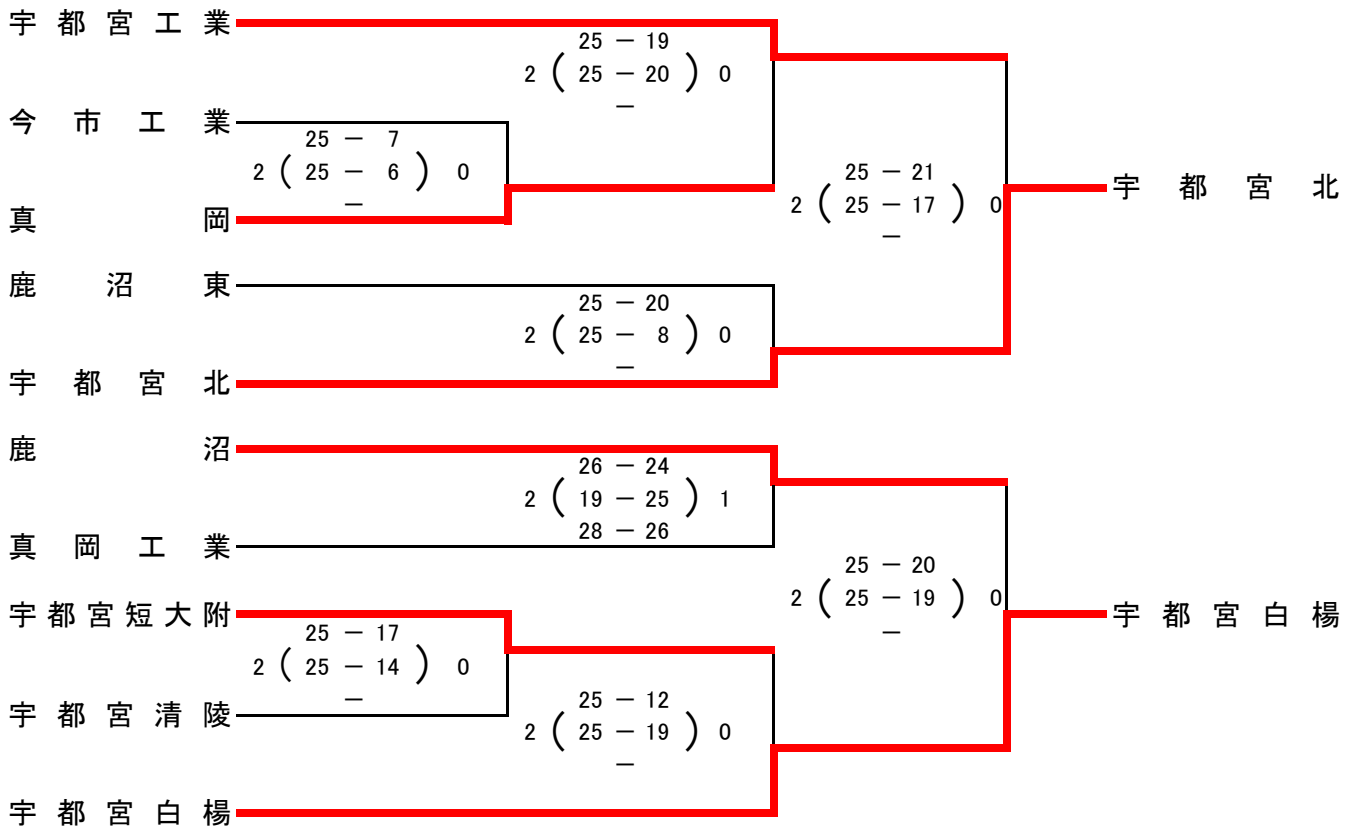 宇都宮工業
25 － 19
2 ( 25 － 20 ) 0
－
今市工業
25 － 7
2 ( 25 － 6 ) 0
－
25 － 21
2 ( 25 － 17 ) 0
－
宇都宮北
真岡
鹿沼東
25 － 20
2 ( 25 － 8 ) 0
－
宇都宮北
鹿沼
26 － 24
2 ( 19 － 25 ) 1
28 － 26
真岡工業
25 － 20
2 ( 25 － 19 ) 0
－
宇都宮白楊
宇都宮短大附
25 － 17
2 ( 25 － 14 ) 0
－
宇都宮清陵
25 － 12
2 ( 25 － 19 ) 0
－
宇都宮白楊